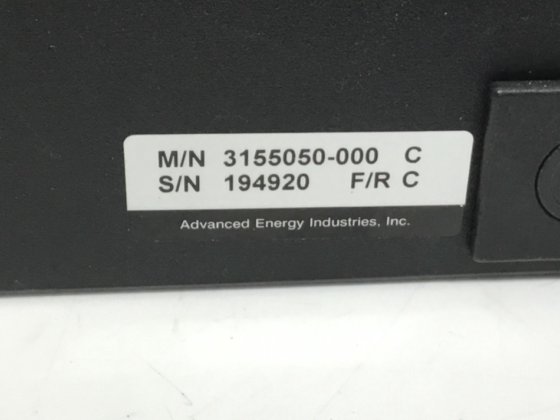 M/N 3155050-000 C
S/N 194920 F/R C
Advanced Energy Industries, Inc.